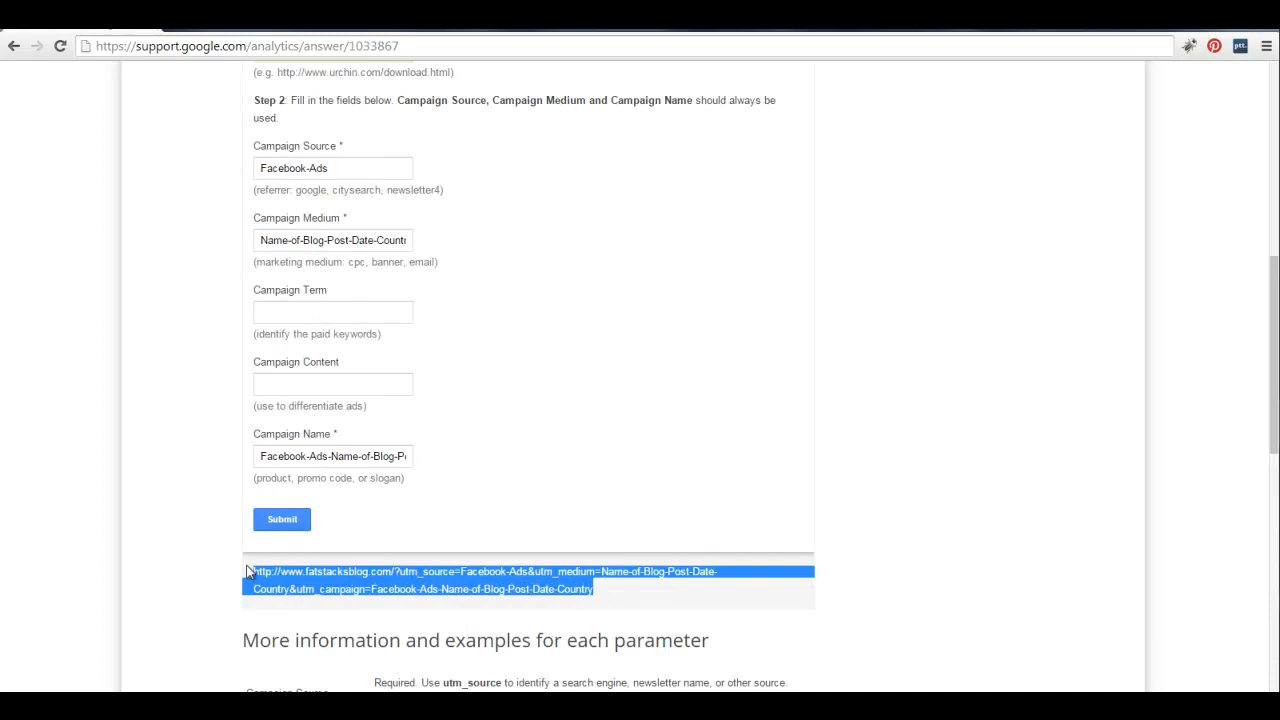 https://support.google.com/analytics/answer/1033867
ptt.
(e.g. http://www.urchin.com/download.html)
Step 2: Fill in the fields below. Campaign Source, Campaign Medium and Campaign Name should always be
used.
Campaign Source *
Facebook-Ads
(referrer: google, citysearch, newsletter4)
Campaign Medium *
Name-of-Blog-Post-Date-Countr
(marketing medium: cpc, banner, email)
Campaign Term
(identify the paid keywords)
Campaign Content
(use to differentiate ads)
Campaign Name *
Facebook-Ads-Name-of-Blog-P
(product, promo code, or slogan)
Submit
http://www.fatstacksblog.com/?utm_source=Facebook-Ads&utm_medium=Name-of-Blog-Post-Date-
Country&utm_campaign=Facebook-Ads-Name-of-Blog-Post-Date-Country
More information and examples for each parameter
Required. Use utm_source to identify a search engine, newsletter name, or other source.
Campaign Source